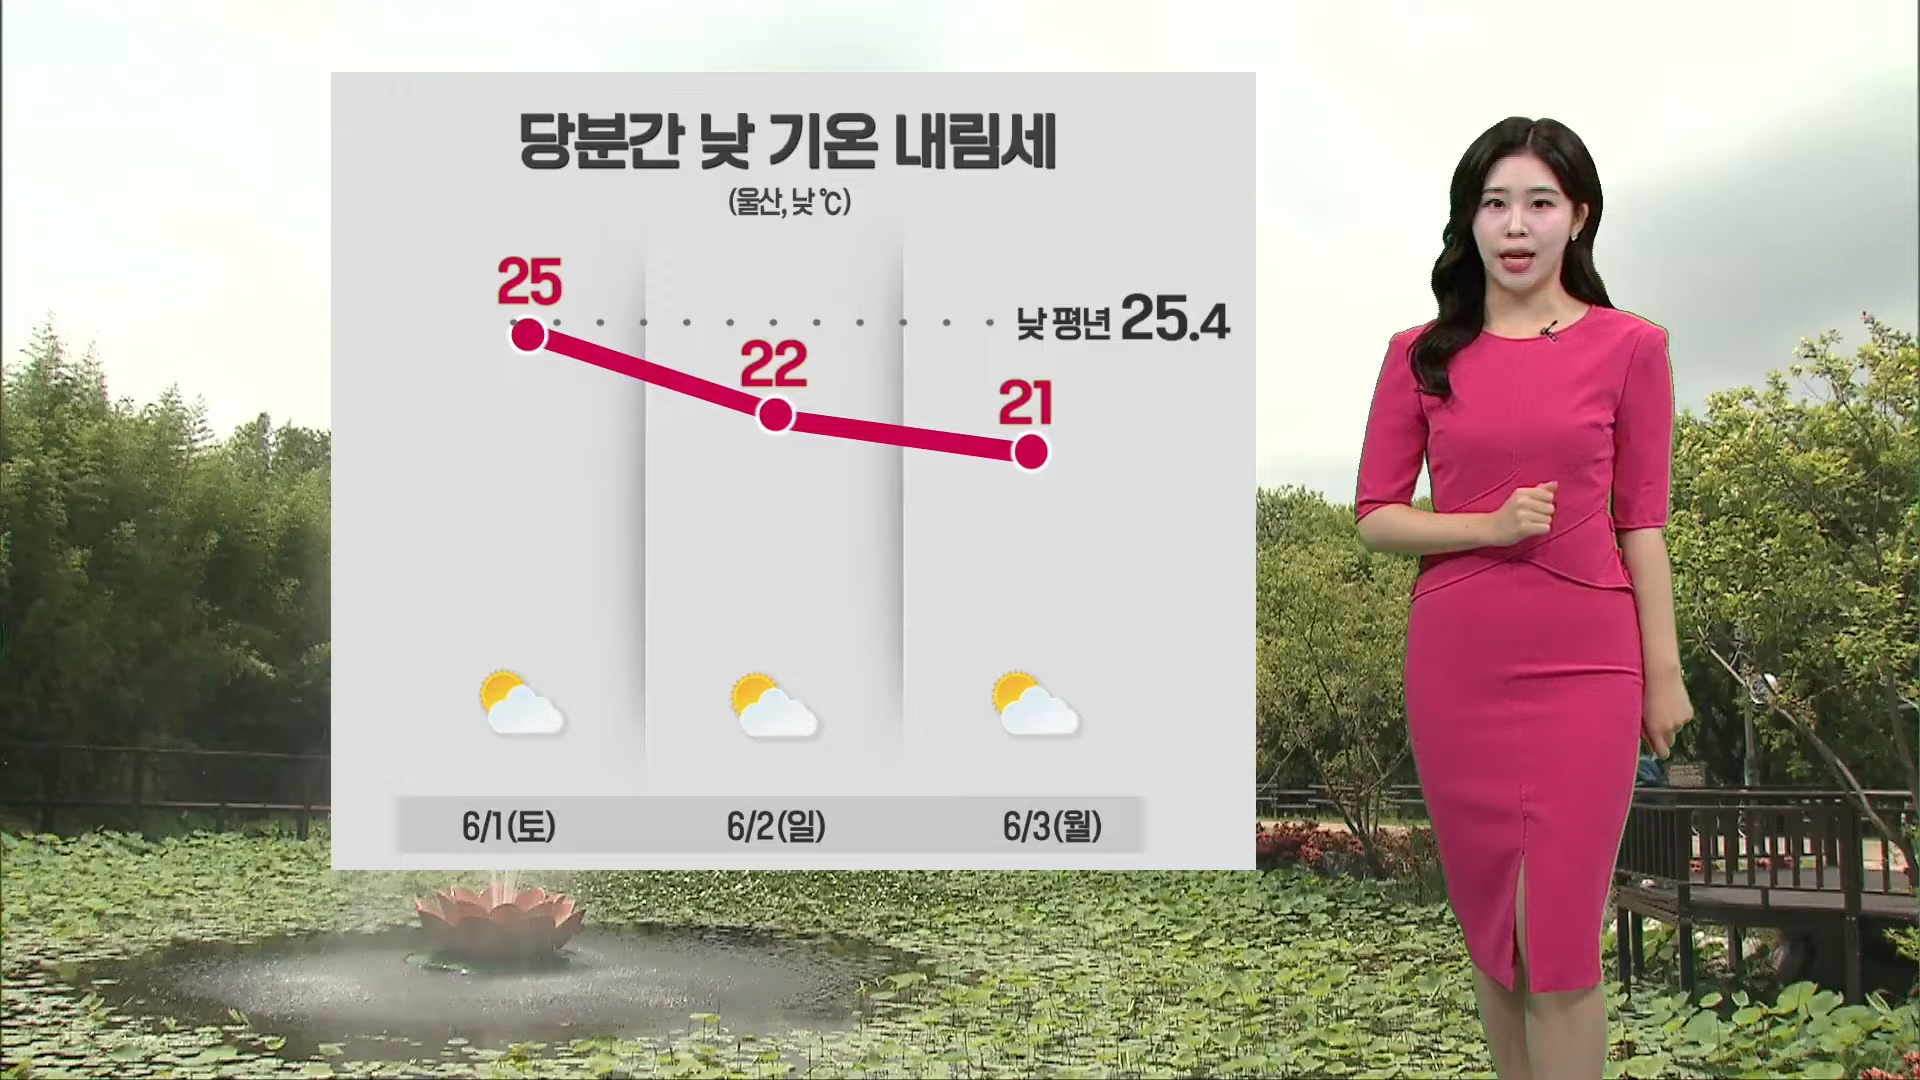 당분간 낮 기온 내림세
(울산, 낮 ℃)
25
낮 평년 25.4
22
21
6/1(토)
6/2(일)
6/3(월)